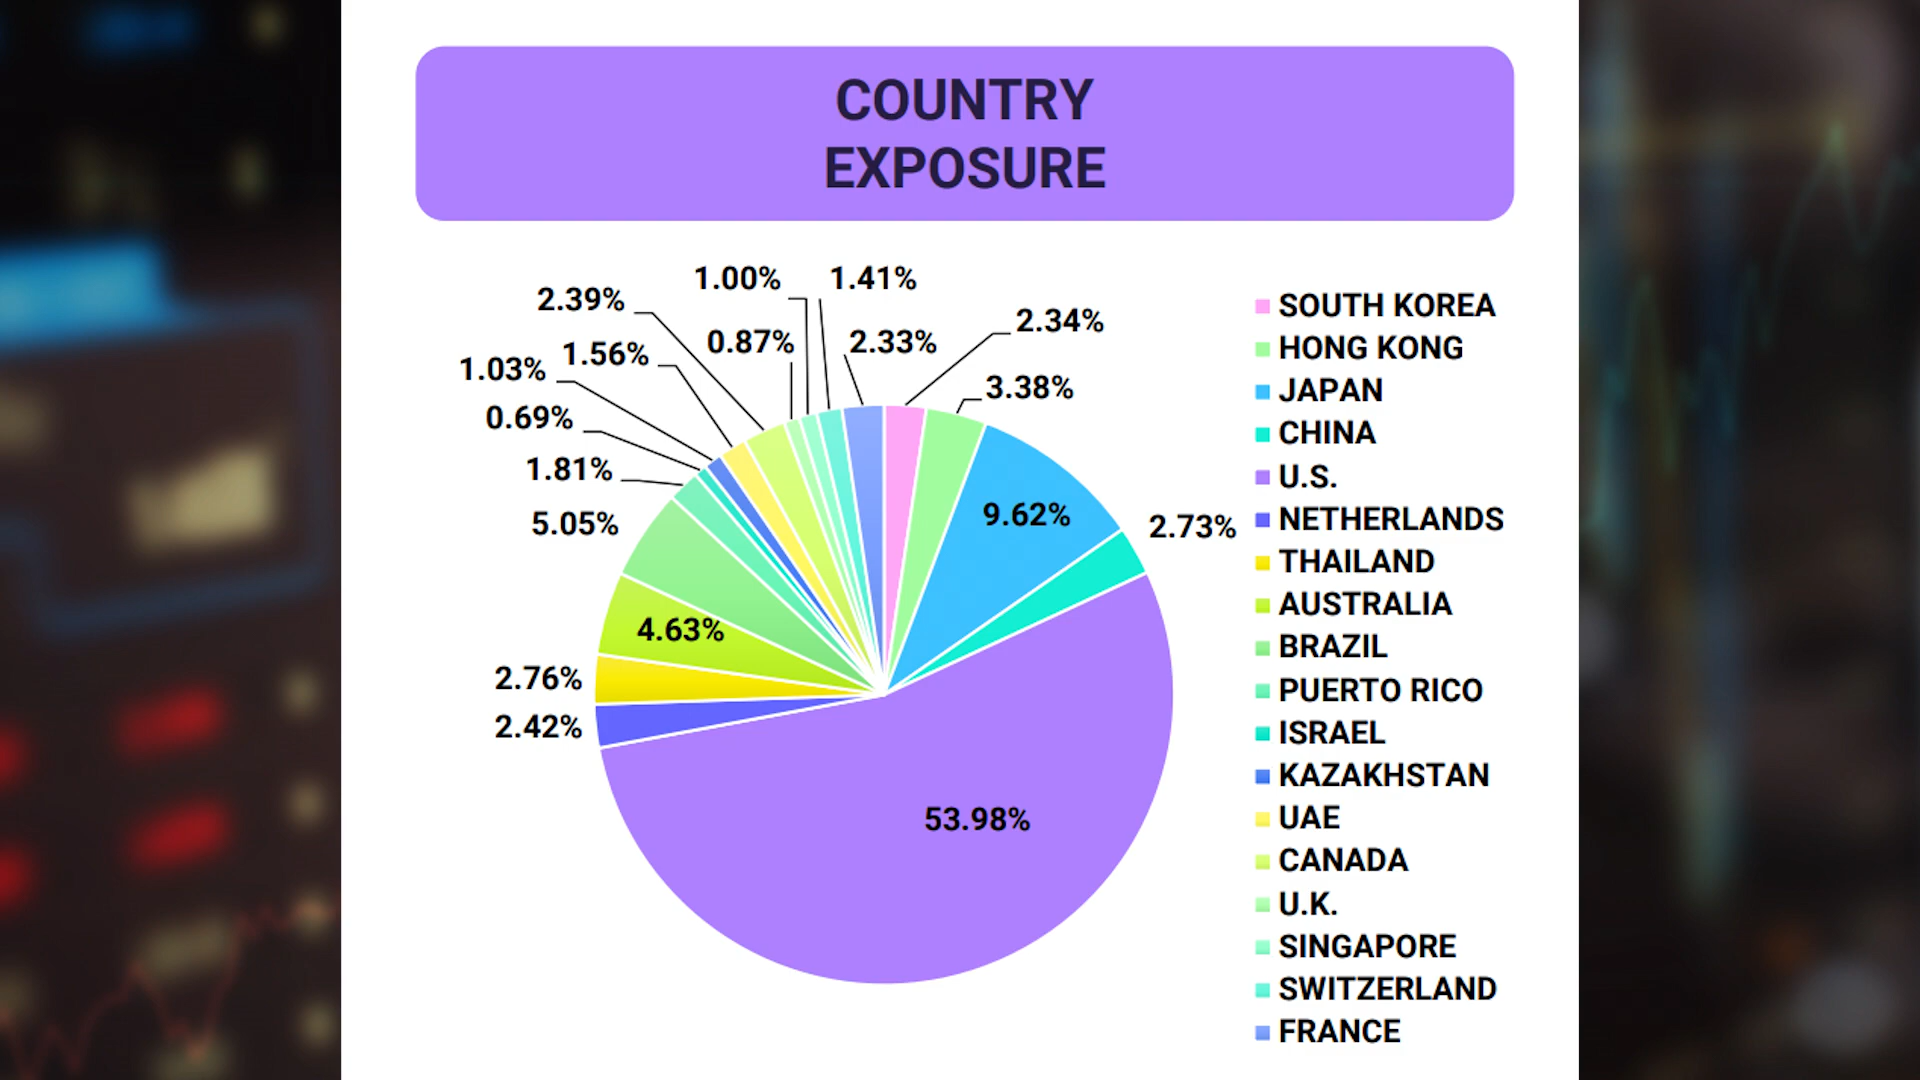 COUNTRY
EXPOSURE
1.00%
1.41%
2.39%
2.34%
0.87%
2.33%
1.56%
1.03%
3.38%
0.69%
1.81%
9.62%
5.05%
2.73%
4.63%
2.76%
2.42%
53.98%
SOUTH KOREA
HONG KONG
JAPAN
CHINA
U.S.
NETHERLANDS
THAILAND
AUSTRALIA
BRAZIL
PUERTO RICO
ISRAEL
KAZAKHSTAN
UAE
CANADA
U.K.
SINGAPORE
SWITZERLAND
FRANCE